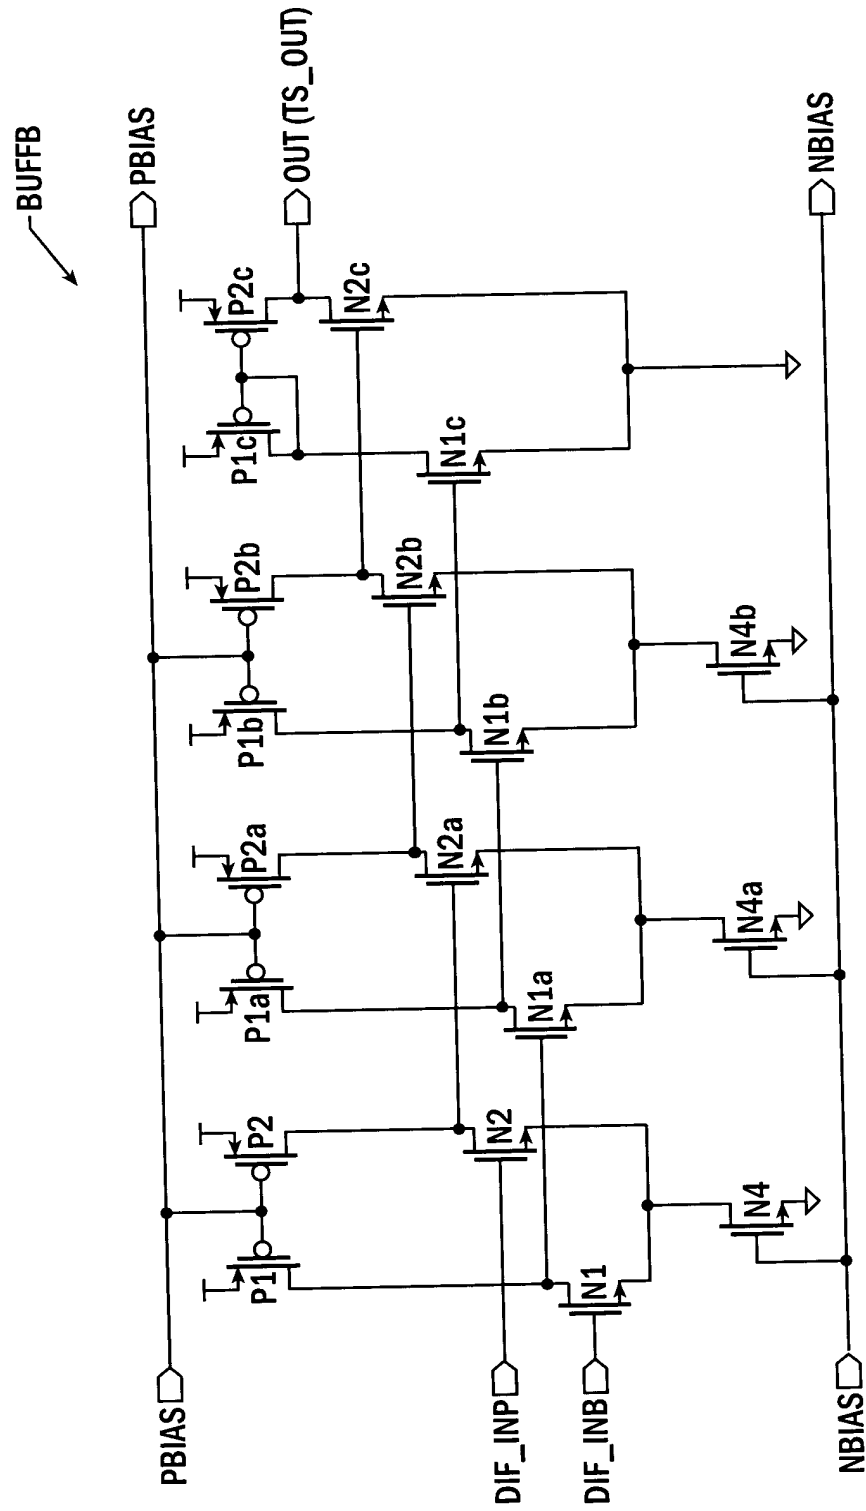 BUFFB
PBIAS
PBIAS
P1
P2
P1a
P2a
P1b
P2b
P1c
P2c
OUT (TS_OUT)
DIF_INP
DIF_INB
N1
N2
N1a
N2a
N1b
N2b
N1c
N2c
N4
N4a
N4b
NBIAS
NBIAS